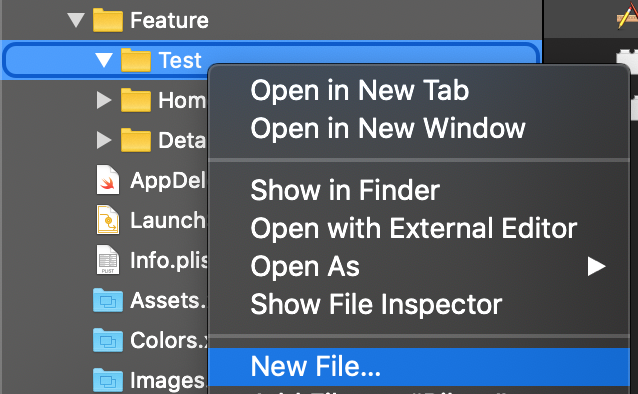 Feature
Test
Open in New Tab
Open in New Window
Show in Finder
Open with External Editor
Open As
Show File Inspector
New File...
Hom
Deta
AppDel
Launch
Info.plis
Assets.
Colors.x
Images.
PLIST